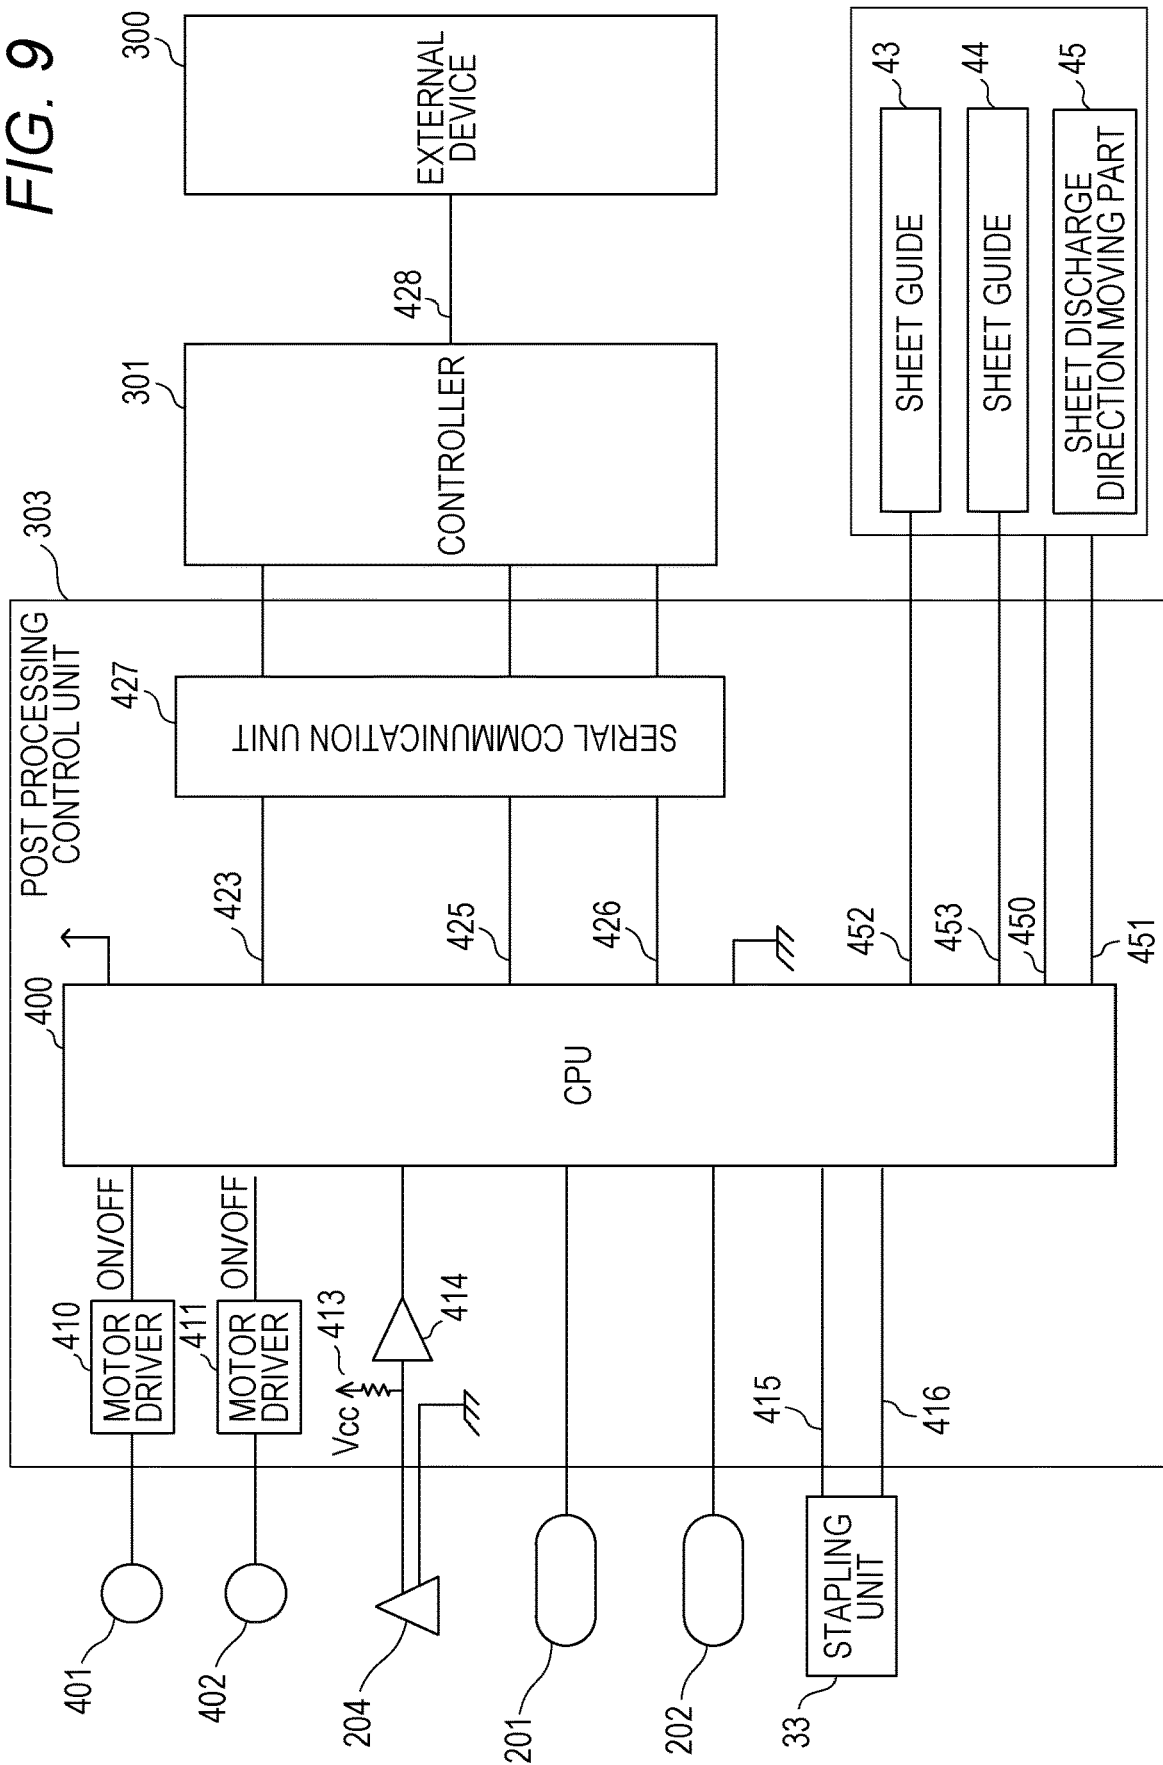 FIG. 9
300
EXTERNAL
DEVICE
428
301
CONTROLLER
303
POST PROCESSING
CONTROL UNIT
427
SERIAL COMMUNICATION UNIT
423
425
426
400
CPU
452
453
450
451
43
SHEET GUIDE
44
SHEET GUIDE
45
SHEET DISCHARGE
DIRECTION MOVING PART
ON/OFF
410
MOTOR
DRIVER
401
ON/OFF
411
MOTOR
DRIVER
402
Vcc
413
414
204
201
202
415
416
STAPLING
UNIT
33